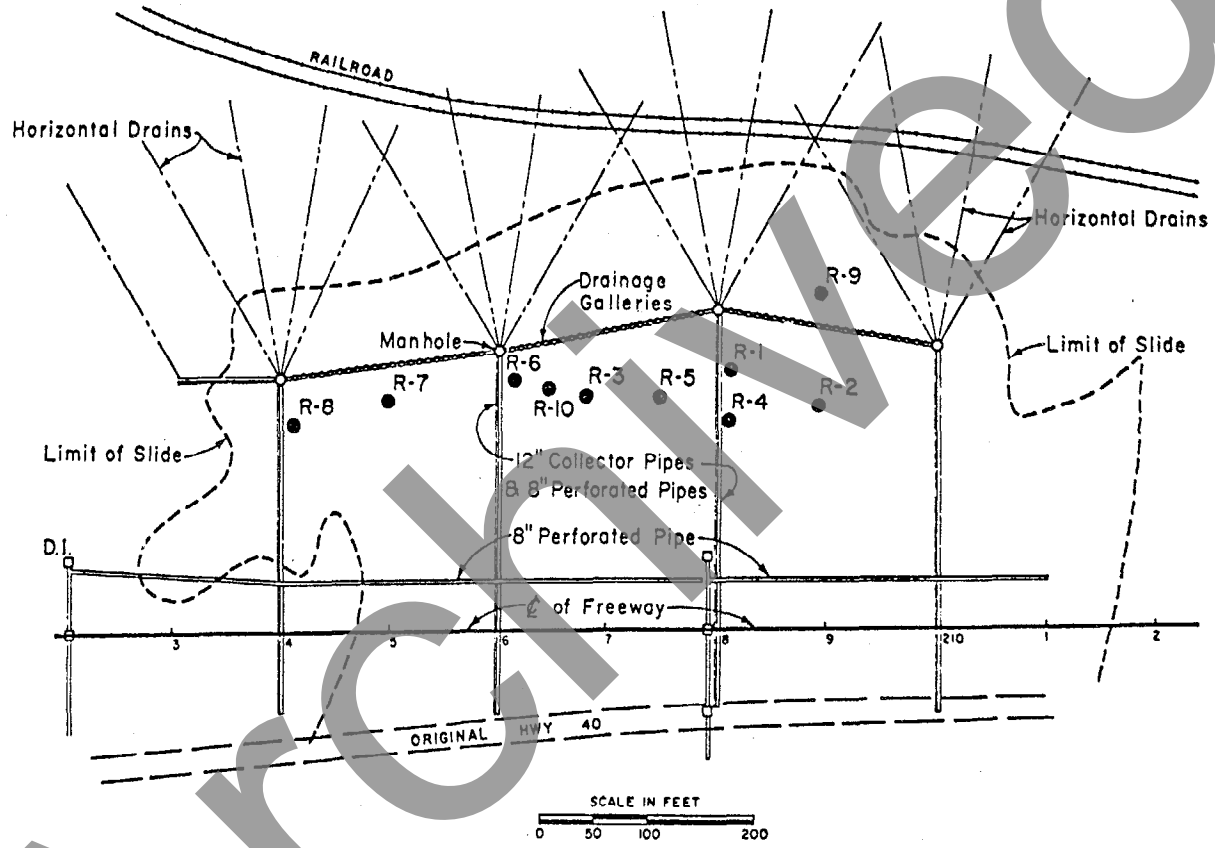 RAILROAD
Horizontal Drains
Horizontal Drains
Drainage
Galleries
R-9
Manhole
R-6
R-1
Limit of Slide
R-7
R-3
R-5
R-2
R-8
R-10
R-4
Limit of Slide
12" Collector Pipes
& 8" Perforated Pipes
8" Perforated Pipe
D.I.
℄ of Freeway
3 4 5 6 7 8 9 210 1 2
ORIGINAL HWY 40
SCALE IN FEET
0 50 100 200
Archived